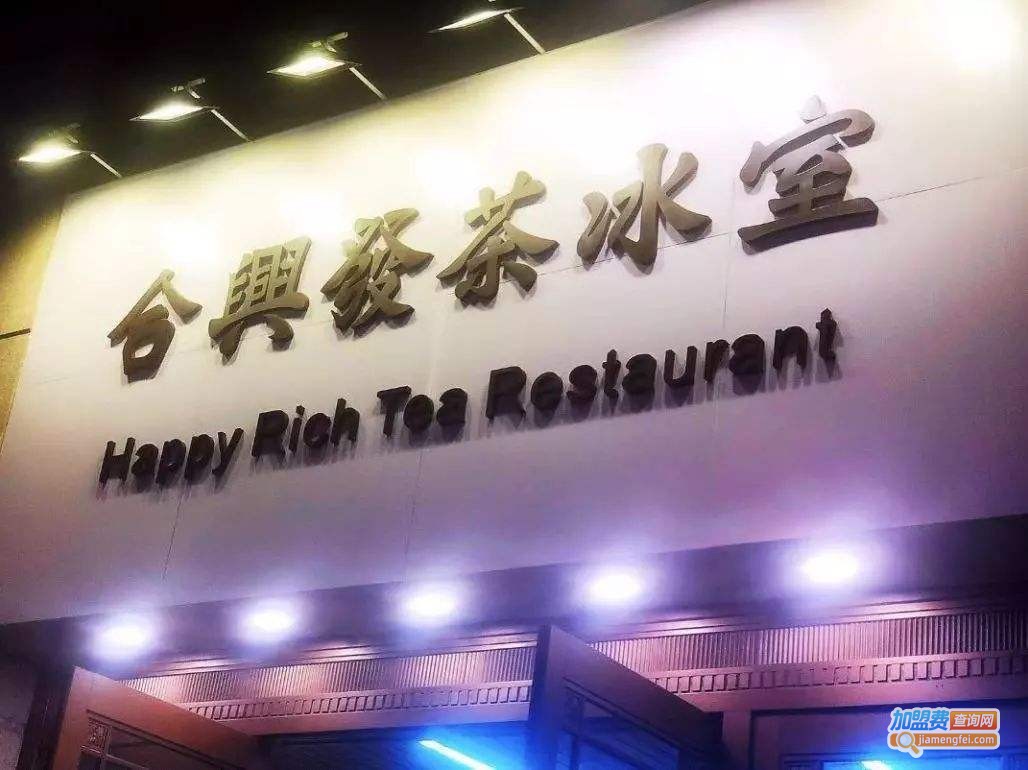 合興發茶冰室
Happy Rich Tea Restaurant
加盟费查询网
jiamengfei.com